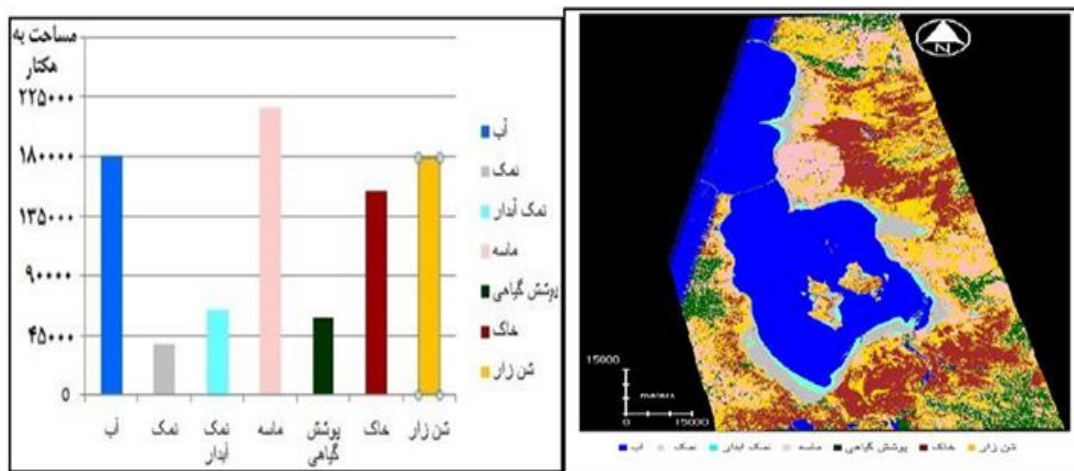 مساحت به
هکتار
۲۲۵۰۰۰
۱۸۰۰۰۰
۱۳۵۰۰۰
۹۰۰۰۰
۴۵۰۰۰
۰
آب
نمک
نمک
آبدار
ماسه
پوشش
گیاهی
خاک
شن زار
آب
نمک
نمک آبدار
ماسه
پوشش گیاهی
خاک
شن زار
N
15000
meters
0
15000
آب نمک نمک ابدار ماسه پوشش گیاهی خاک شن زار